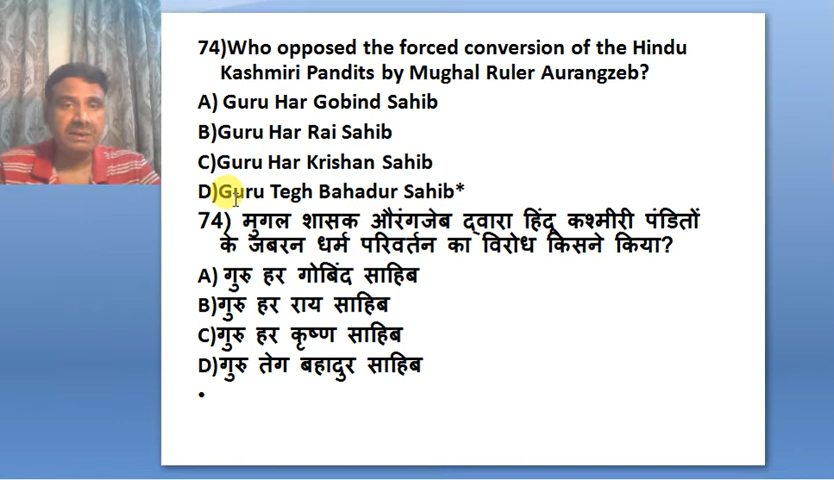 74)Who opposed the forced conversion of the Hindu
Kashmiri Pandits by Mughal Ruler Aurangzeb?
A) Guru Har Gobind Sahib
B)Guru Har Rai Sahib
C)Guru Har Krishan Sahib
D)Guru Tegh Bahadur Sahib*
74) मुगल शासक औरंगजेब द्वारा हिंदू कश्मीरी पंडितों
के जबरन धर्म परिवर्तन का विरोध किसने किया?
A) गुरु हर गोबिंद साहिब
B)गुरु हर राय साहिब
C)गुरु हर कृष्ण साहिब
D)गुरु तेग बहादुर साहिब
•